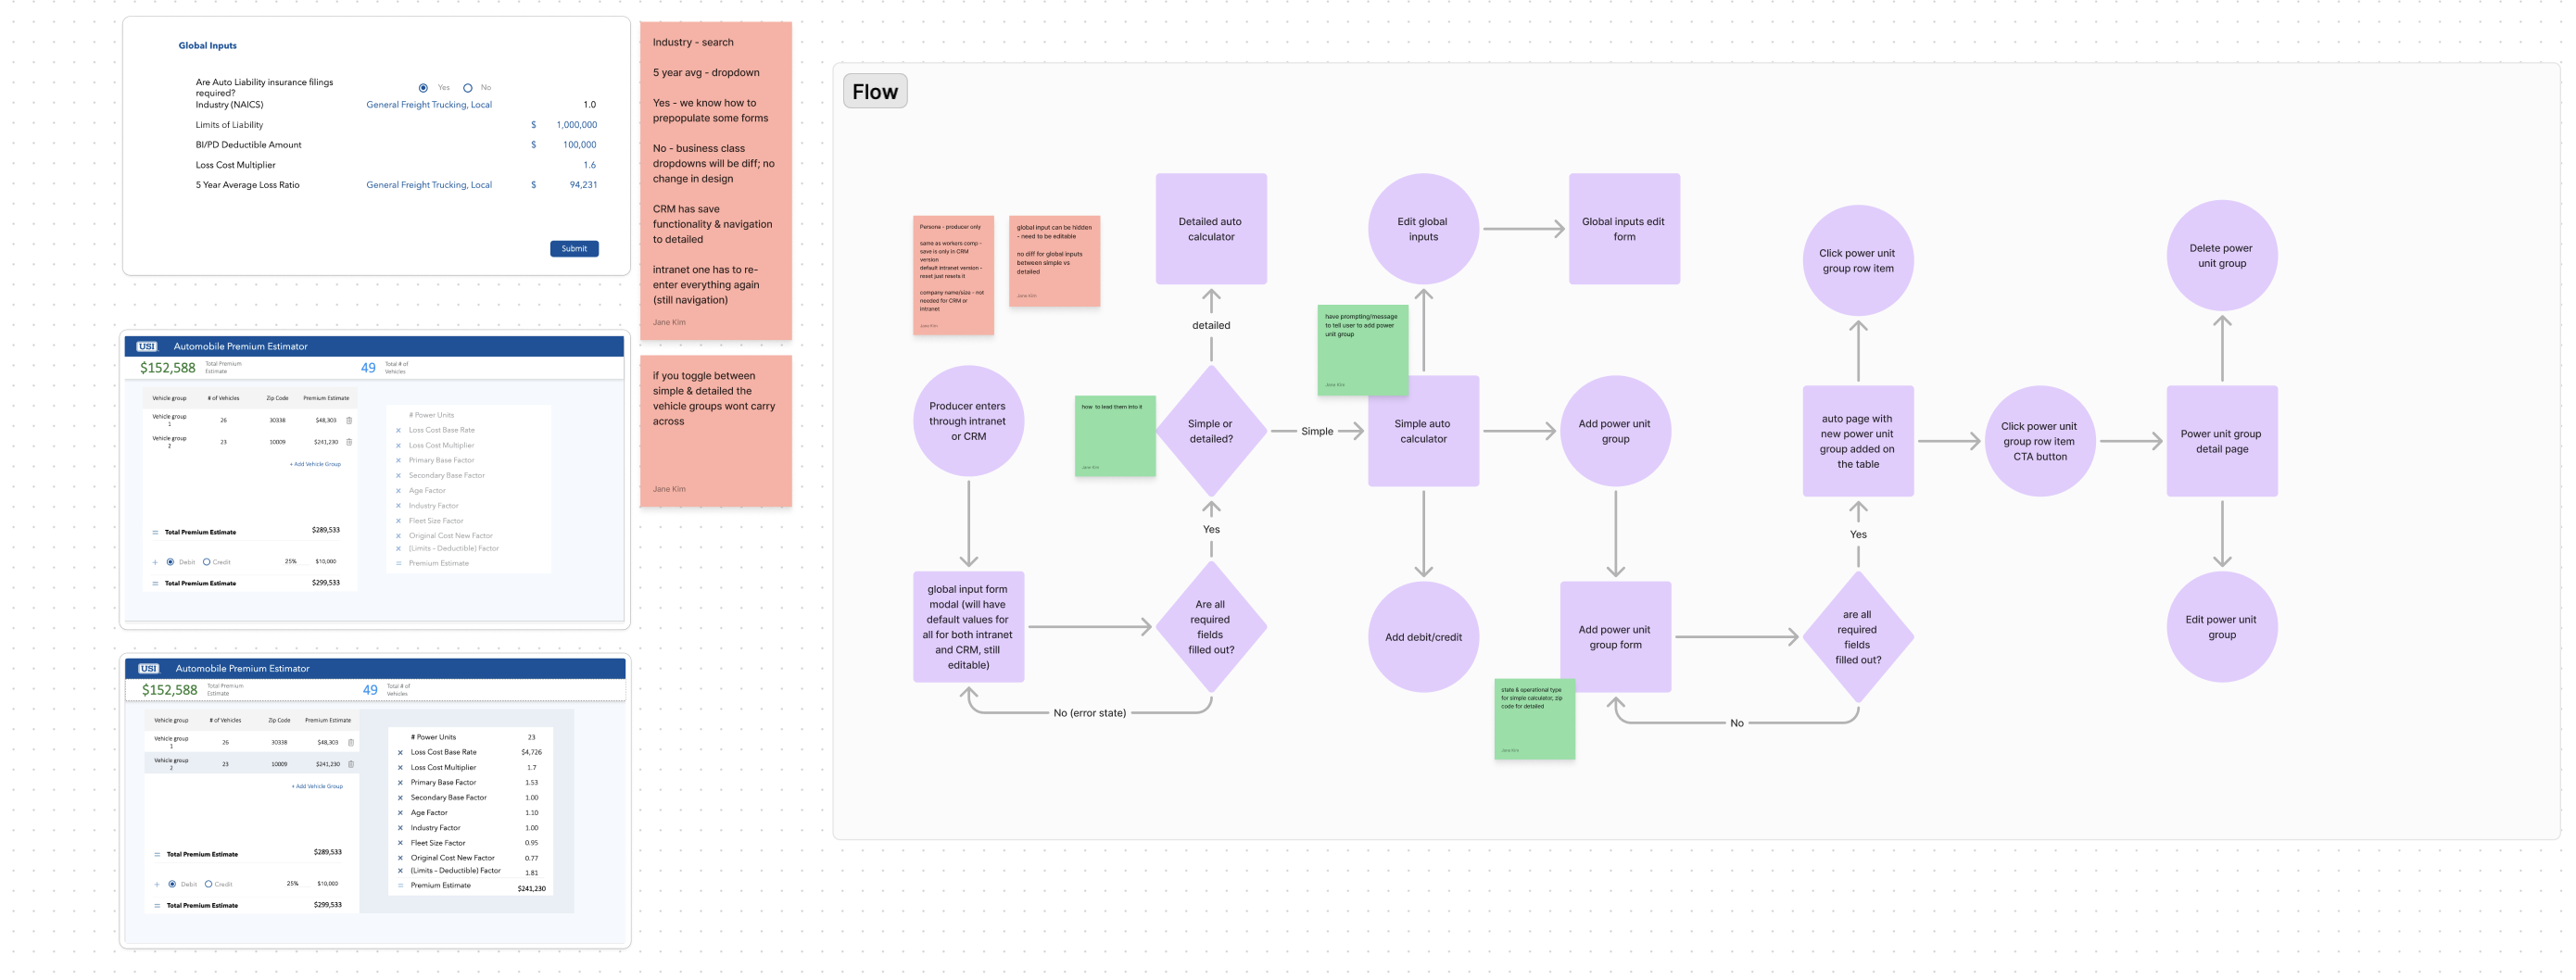 Global Inputs
Are Auto Liability insurance filings
required?
Yes
No
Industry (NAICS)
General Freight Trucking, Local
1.0
Limits of Liability
$
1,000,000
BI/PD Deductible Amount
$
100,000
Loss Cost Multiplier
1.6
5 Year Average Loss Ratio
General Freight Trucking, Local
$
94,231
Submit
Industry - search
5 year avg - dropdown
Yes - we know how to
prepopulate some forms
No - business class
dropdowns will be diff; no
change in design
CRM has save
functionality & navigation
to detailed
intranet one has to re-
enter everything again
(still navigation)
Jane Kim
USI
Automobile Premium Estimator
$152,588
Total Premium
Estimate
49
Total # of
Vehicles
Vehicle group
# of Vehicles
Zip Code
Premium Estimate
Vehicle group
1
26
30338
$48,303
Vehicle group
2
23
10009
$241,230
+ Add Vehicle Group
= Total Premium Estimate
$289,533
+ Debit
Credit
25%
$10,000
= Total Premium Estimate
$299,533
# Power Units
× Loss Cost Base Rate
× Loss Cost Multiplier
× Primary Base Factor
× Secondary Base Factor
× Age Factor
× Industry Factor
× Fleet Size Factor
× Original Cost New Factor
× (Limits - Deductible) Factor
= Premium Estimate
if you toggle between
simple & detailed the
vehicle groups wont carry
across
Jane Kim
USI
Automobile Premium Estimator
$152,588
Total Premium
Estimate
49
Total # of
Vehicles
Vehicle group
# of Vehicles
Zip Code
Premium Estimate
Vehicle group
1
26
30338
$48,303
Vehicle group
2
23
10009
$241,230
+ Add Vehicle Group
= Total Premium Estimate
$289,533
+ Debit
Credit
25%
$10,000
= Total Premium Estimate
$299,533
# Power Units 23
× Loss Cost Base Rate $4,726
× Loss Cost Multiplier 1.7
× Primary Base Factor 1.53
× Secondary Base Factor 1.00
× Age Factor 1.10
× Industry Factor 1.00
× Fleet Size Factor 0.95
× Original Cost New Factor 0.77
× (Limits - Deductible) Factor 1.81
= Premium Estimate $241,230
Flow
Persona - producer only
same as workers comp -
save is only in CRM
version
default intranet version -
reset just resets it
company name/size - not
needed for CRM or
intranet
Jane Kim
global input can be hidden
- need to be editable
no diff for global inputs
between simple vs
detailed
Jane Kim
Producer enters
through intranet
or CRM
global input form
modal (will have
default values for
all for both intranet
and CRM, still
editable)
Are all
required
fields
filled out?
No (error state)
Yes
how to lead them into it
Jane Kim
Simple or
detailed?
detailed
Detailed auto
calculator
Simple
have prompting/message
to tell user to add power
unit group
Jane Kim
Simple auto
calculator
Edit global
inputs
Global inputs edit
form
Add debit/credit
Add power unit
group
Add power unit
group form
state & operational type
for simple calculator; zip
code for detailed
Jane Kim
are all
required
fields
filled out?
No
Yes
auto page with
new power unit
group added on
the table
Click power unit
group row item
Click power unit
group row item
CTA button
Power unit group
detail page
Delete power
unit group
Edit power unit
group